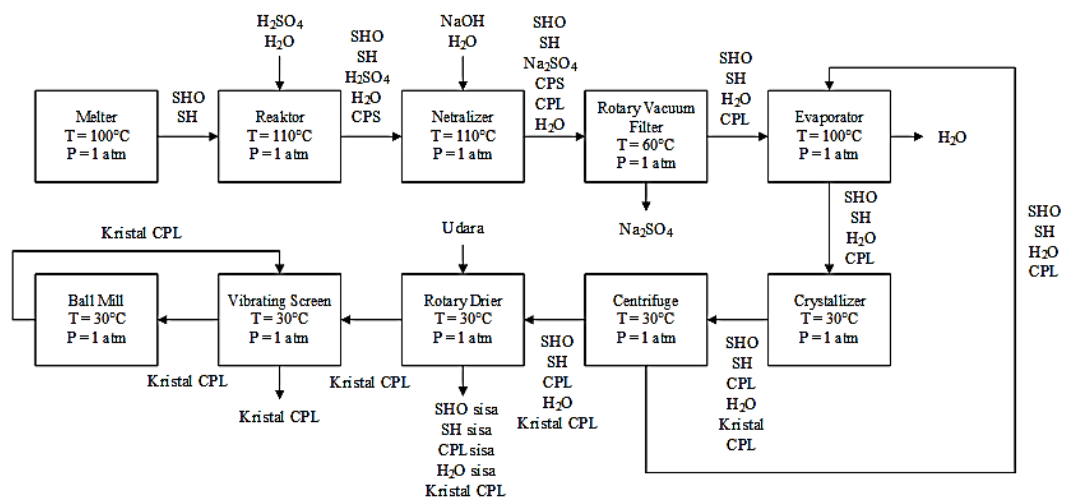 H₂SO₄
H₂O
NaOH
H₂O
SHO
SH
Melter
T = 100°C
P = 1 atm
Reaktor
T = 110°C
P = 1 atm
SHO
SH
H₂SO₄
H₂O
CPS
Netralizer
T = 110°C
P = 1 atm
SHO
SH
Na₂SO₄
CPS
CPL
H₂O
Rotary Vacuum
Filter
T = 60°C
P = 1 atm
Na₂SO₄
SHO
SH
H₂O
CPL
Evaporator
T = 100°C
P = 1 atm
H₂O
SHO
SH
H₂O
CPL
SHO
SH
H₂O
CPL
Kristal CPL
Udara
Ball Mill
T = 30°C
P = 1 atm
Kristal CPL
Vibrating Screen
T = 30°C
P = 1 atm
Kristal CPL
Kristal CPL
Rotary Drier
T = 30°C
P = 1 atm
SHO sisa
SH sisa
CPL sisa
H₂O sisa
Kristal CPL
SHO
SH
CPL
H₂O
Kristal CPL
Centrifuge
T = 30°C
P = 1 atm
SHO
SH
CPL
H₂O
Kristal
CPL
Crystallizer
T = 30°C
P = 1 atm